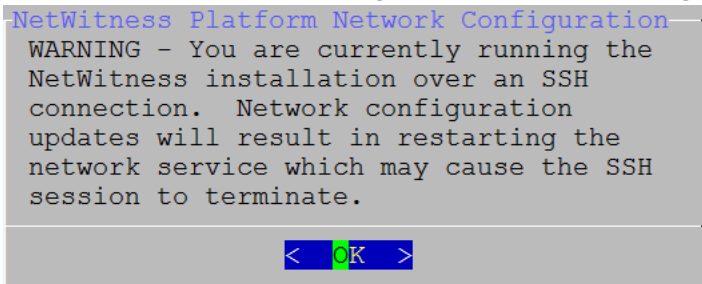 NetWitness Platform Network Configuration
WARNING - You are currently running the
NetWitness installation over an SSH
connection.  Network configuration
updates will result in restarting the
network service which may cause the SSH
session to terminate.
<  OK  >